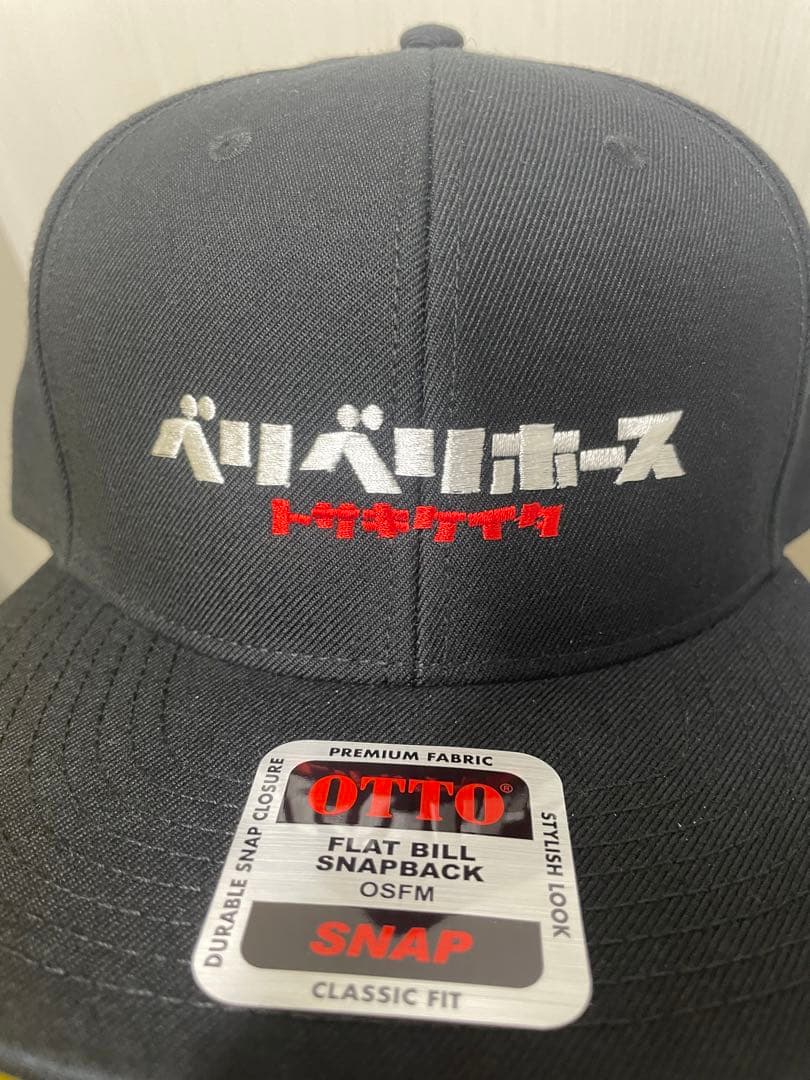 ベリベリホース
トサキケイタ
PREMIUM FABRIC
OTTO®
DURABLE SNAP CLOSURE
FLAT BILL
SNAPBACK
OSFM
STYLISH LOOK
SNAP
CLASSIC FIT